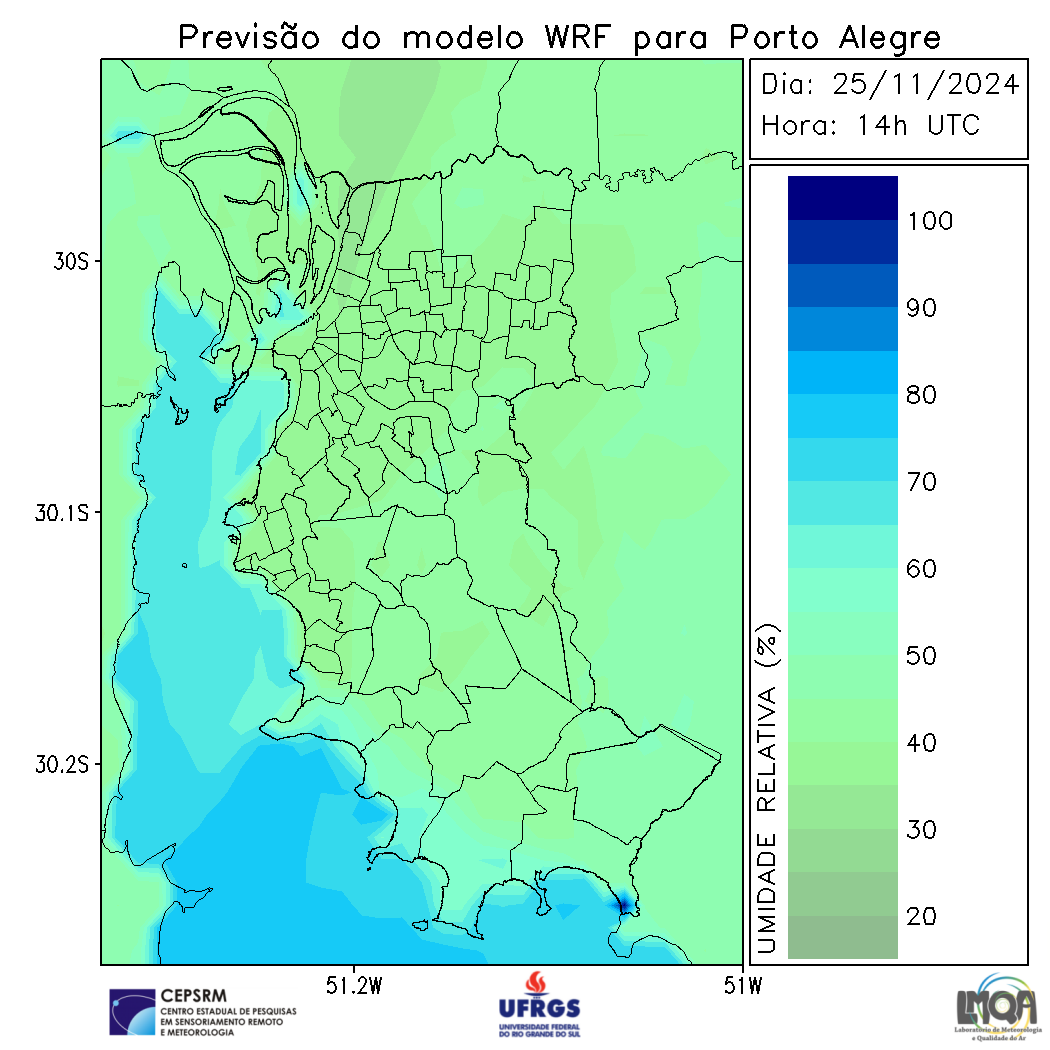 Previsão do modelo WRF para Porto Alegre
Dia: 25/11/2024
Hora: 14h UTC
30S
30.1S
30.2S
51.2W
51W
100
90
80
70
60
50
40
30
20
UMIDADE RELATIVA (%)
CEPSRM
CENTRO ESTADUAL DE PESQUISAS
EM SENSORIAMENTO REMOTO
E METEOROLOGIA
UFRGS
UNIVERSIDADE FEDERAL
DO RIO GRANDE DO SUL
LMQA
Laboratório de Meteorologia
e Qualidade do Ar